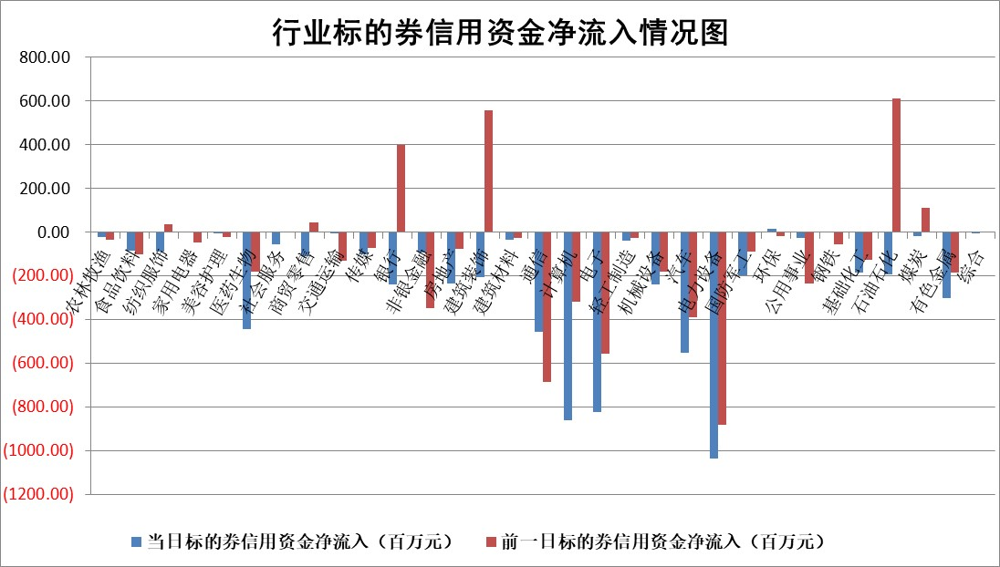 行业标的券信用资金净流入情况图
800.00
600.00
400.00
200.00
0.00
(200.00)
(400.00)
(600.00)
(800.00)
(1000.00)
(1200.00)
农林牧渔
食品饮料
纺织服饰
家用电器
美容护理
医药生物
社会服务
商贸零售
交通运输
传媒
银行
非银金融
房地产
建筑装饰
建筑材料
通信
计算机
电子
轻工制造
机械设备
汽车
电力设备
国防军工
环保
公用事业
钢铁
基础化工
石油石化
煤炭
有色金属
综合
当日标的券信用资金净流入（百万元）
前一日标的券信用资金净流入（百万元）